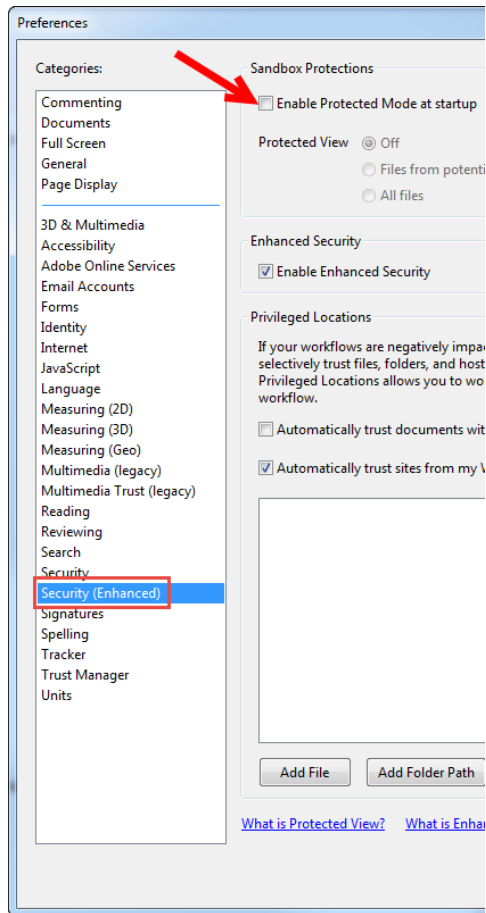 Preferences
Categories:
Commenting
Documents
Full Screen
General
Page Display
3D & Multimedia
Accessibility
Adobe Online Services
Email Accounts
Forms
Identity
Internet
JavaScript
Language
Measuring (2D)
Measuring (3D)
Measuring (Geo)
Multimedia (legacy)
Multimedia Trust (legacy)
Reading
Reviewing
Search
Security
Security (Enhanced)
Signatures
Spelling
Tracker
Trust Manager
Units
Sandbox Protections
Enable Protected Mode at startup
Protected View Off
Files from potenti
All files
Enhanced Security
Enable Enhanced Security
Privileged Locations
If your workflows are negatively impac
selectively trust files, folders, and host
Privileged Locations allows you to wo
workflow.
Automatically trust documents wit
Automatically trust sites from my
Add File Add Folder Path
What is Protected View? What is Enha